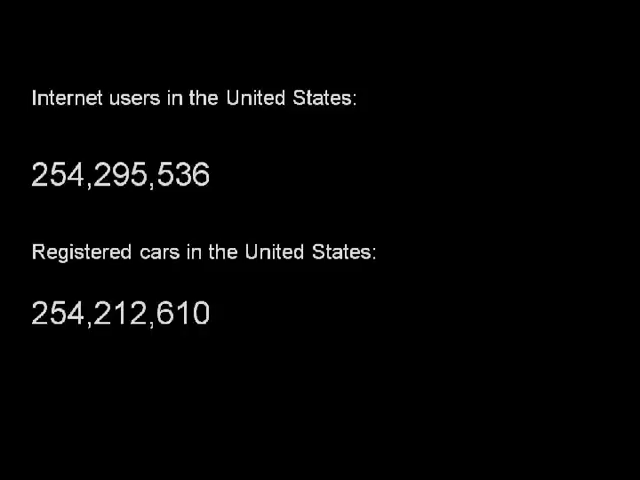 Internet users in the United States:
254,295,536
Registered cars in the United States:
254,212,610